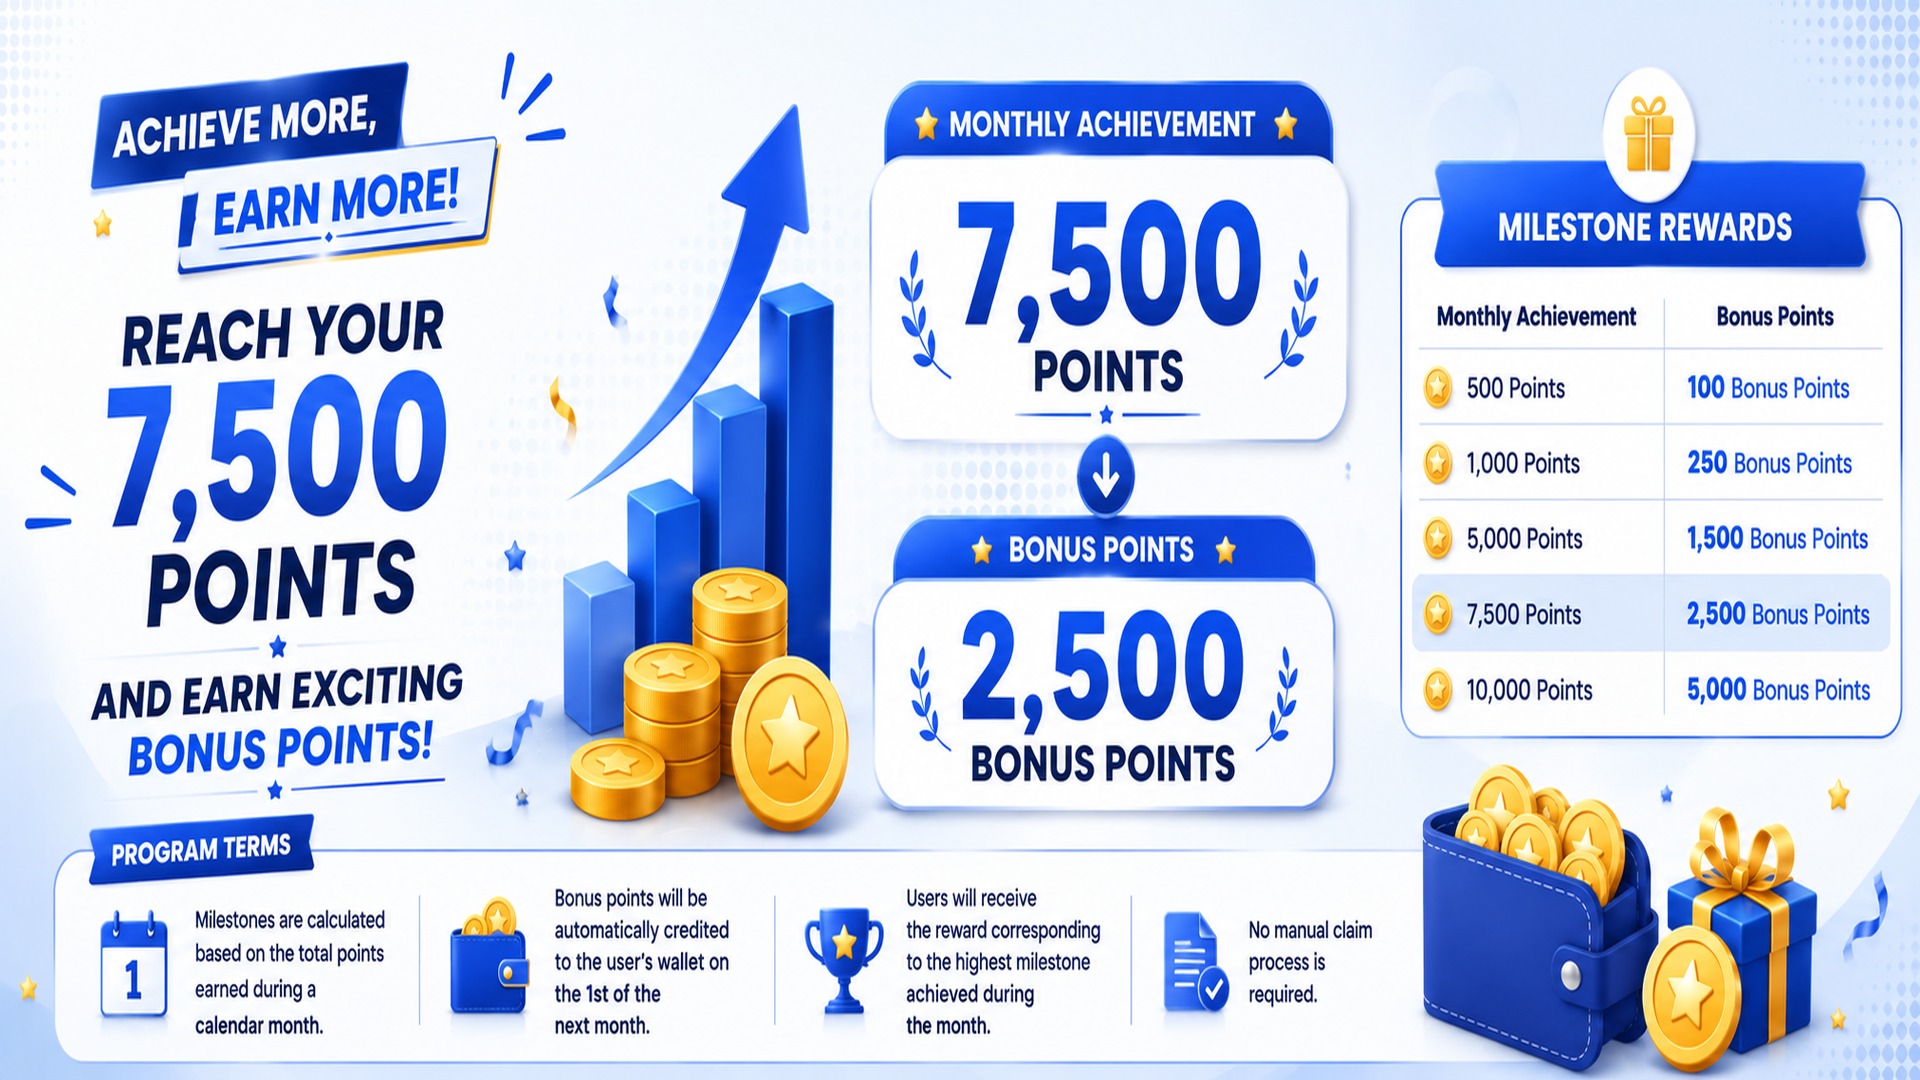 ACHIEVE MORE,
EARN MORE!
REACH YOUR
7,500
POINTS
AND EARN EXCITING
BONUS POINTS!
MONTHLY ACHIEVEMENT
7,500
POINTS
BONUS POINTS
2,500
BONUS POINTS
MILESTONE REWARDS
Monthly Achievement Bonus Points
500 Points 100 Bonus Points
1,000 Points 250 Bonus Points
5,000 Points 1,500 Bonus Points
7,500 Points 2,500 Bonus Points
10,000 Points 5,000 Bonus Points
PROGRAM TERMS
1
Milestones are calculated
based on the total points
earned during a
calendar month.
Bonus points will be
automatically credited
to the user's wallet on
the 1st of the
next month.
Users will receive
the reward corresponding
to the highest milestone
achieved during
the month.
No manual claim
process is
required.